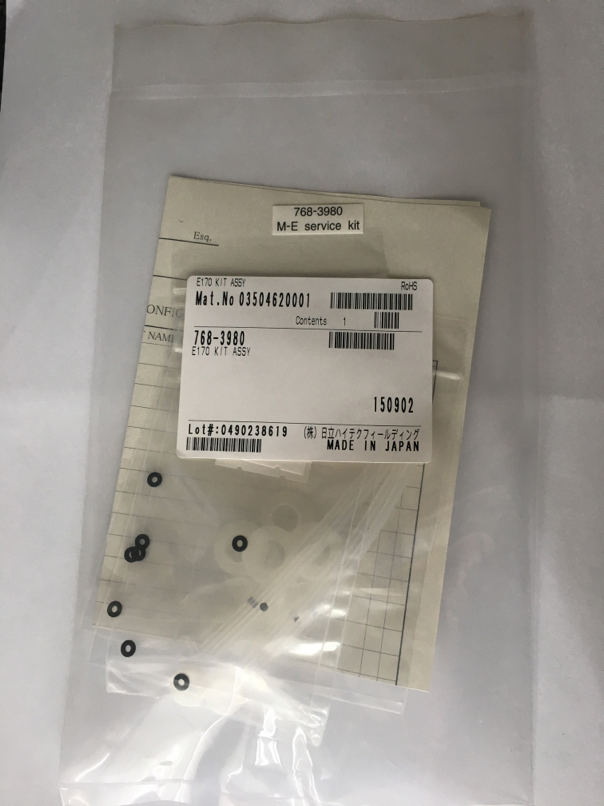 768-3980
M-E service kit
Esq.
E170 KIT ASSY
RoHS
Mat.No 03504620001
Contents 1
768-3980
E170 KIT ASSY
150902
Lot#:0490238619 (株)日立ハイテクフィールディング
MADE IN JAPAN
NAME